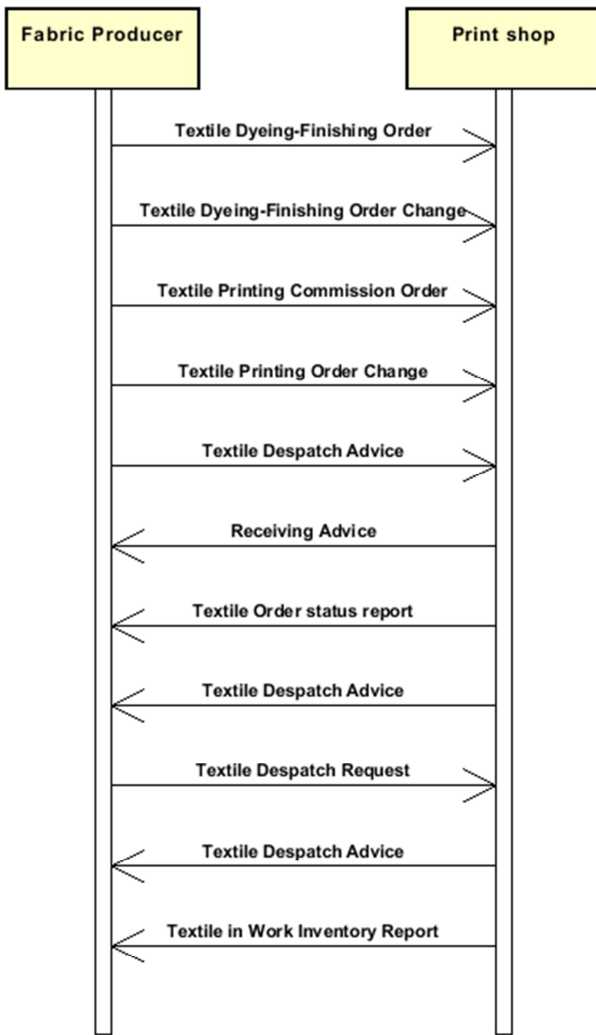 Fabric Producer
Print shop
Textile Dyeing-Finishing Order
Textile Dyeing-Finishing Order Change
Textile Printing Commission Order
Textile Printing Order Change
Textile Despatch Advice
Receiving Advice
Textile Order status report
Textile Despatch Advice
Textile Despatch Request
Textile Despatch Advice
Textile in Work Inventory Report